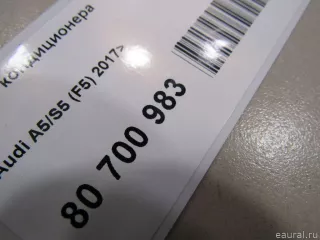 кондиционера
Audi A5/S5 (F5) 2017>
80 700 983
eaural.ru